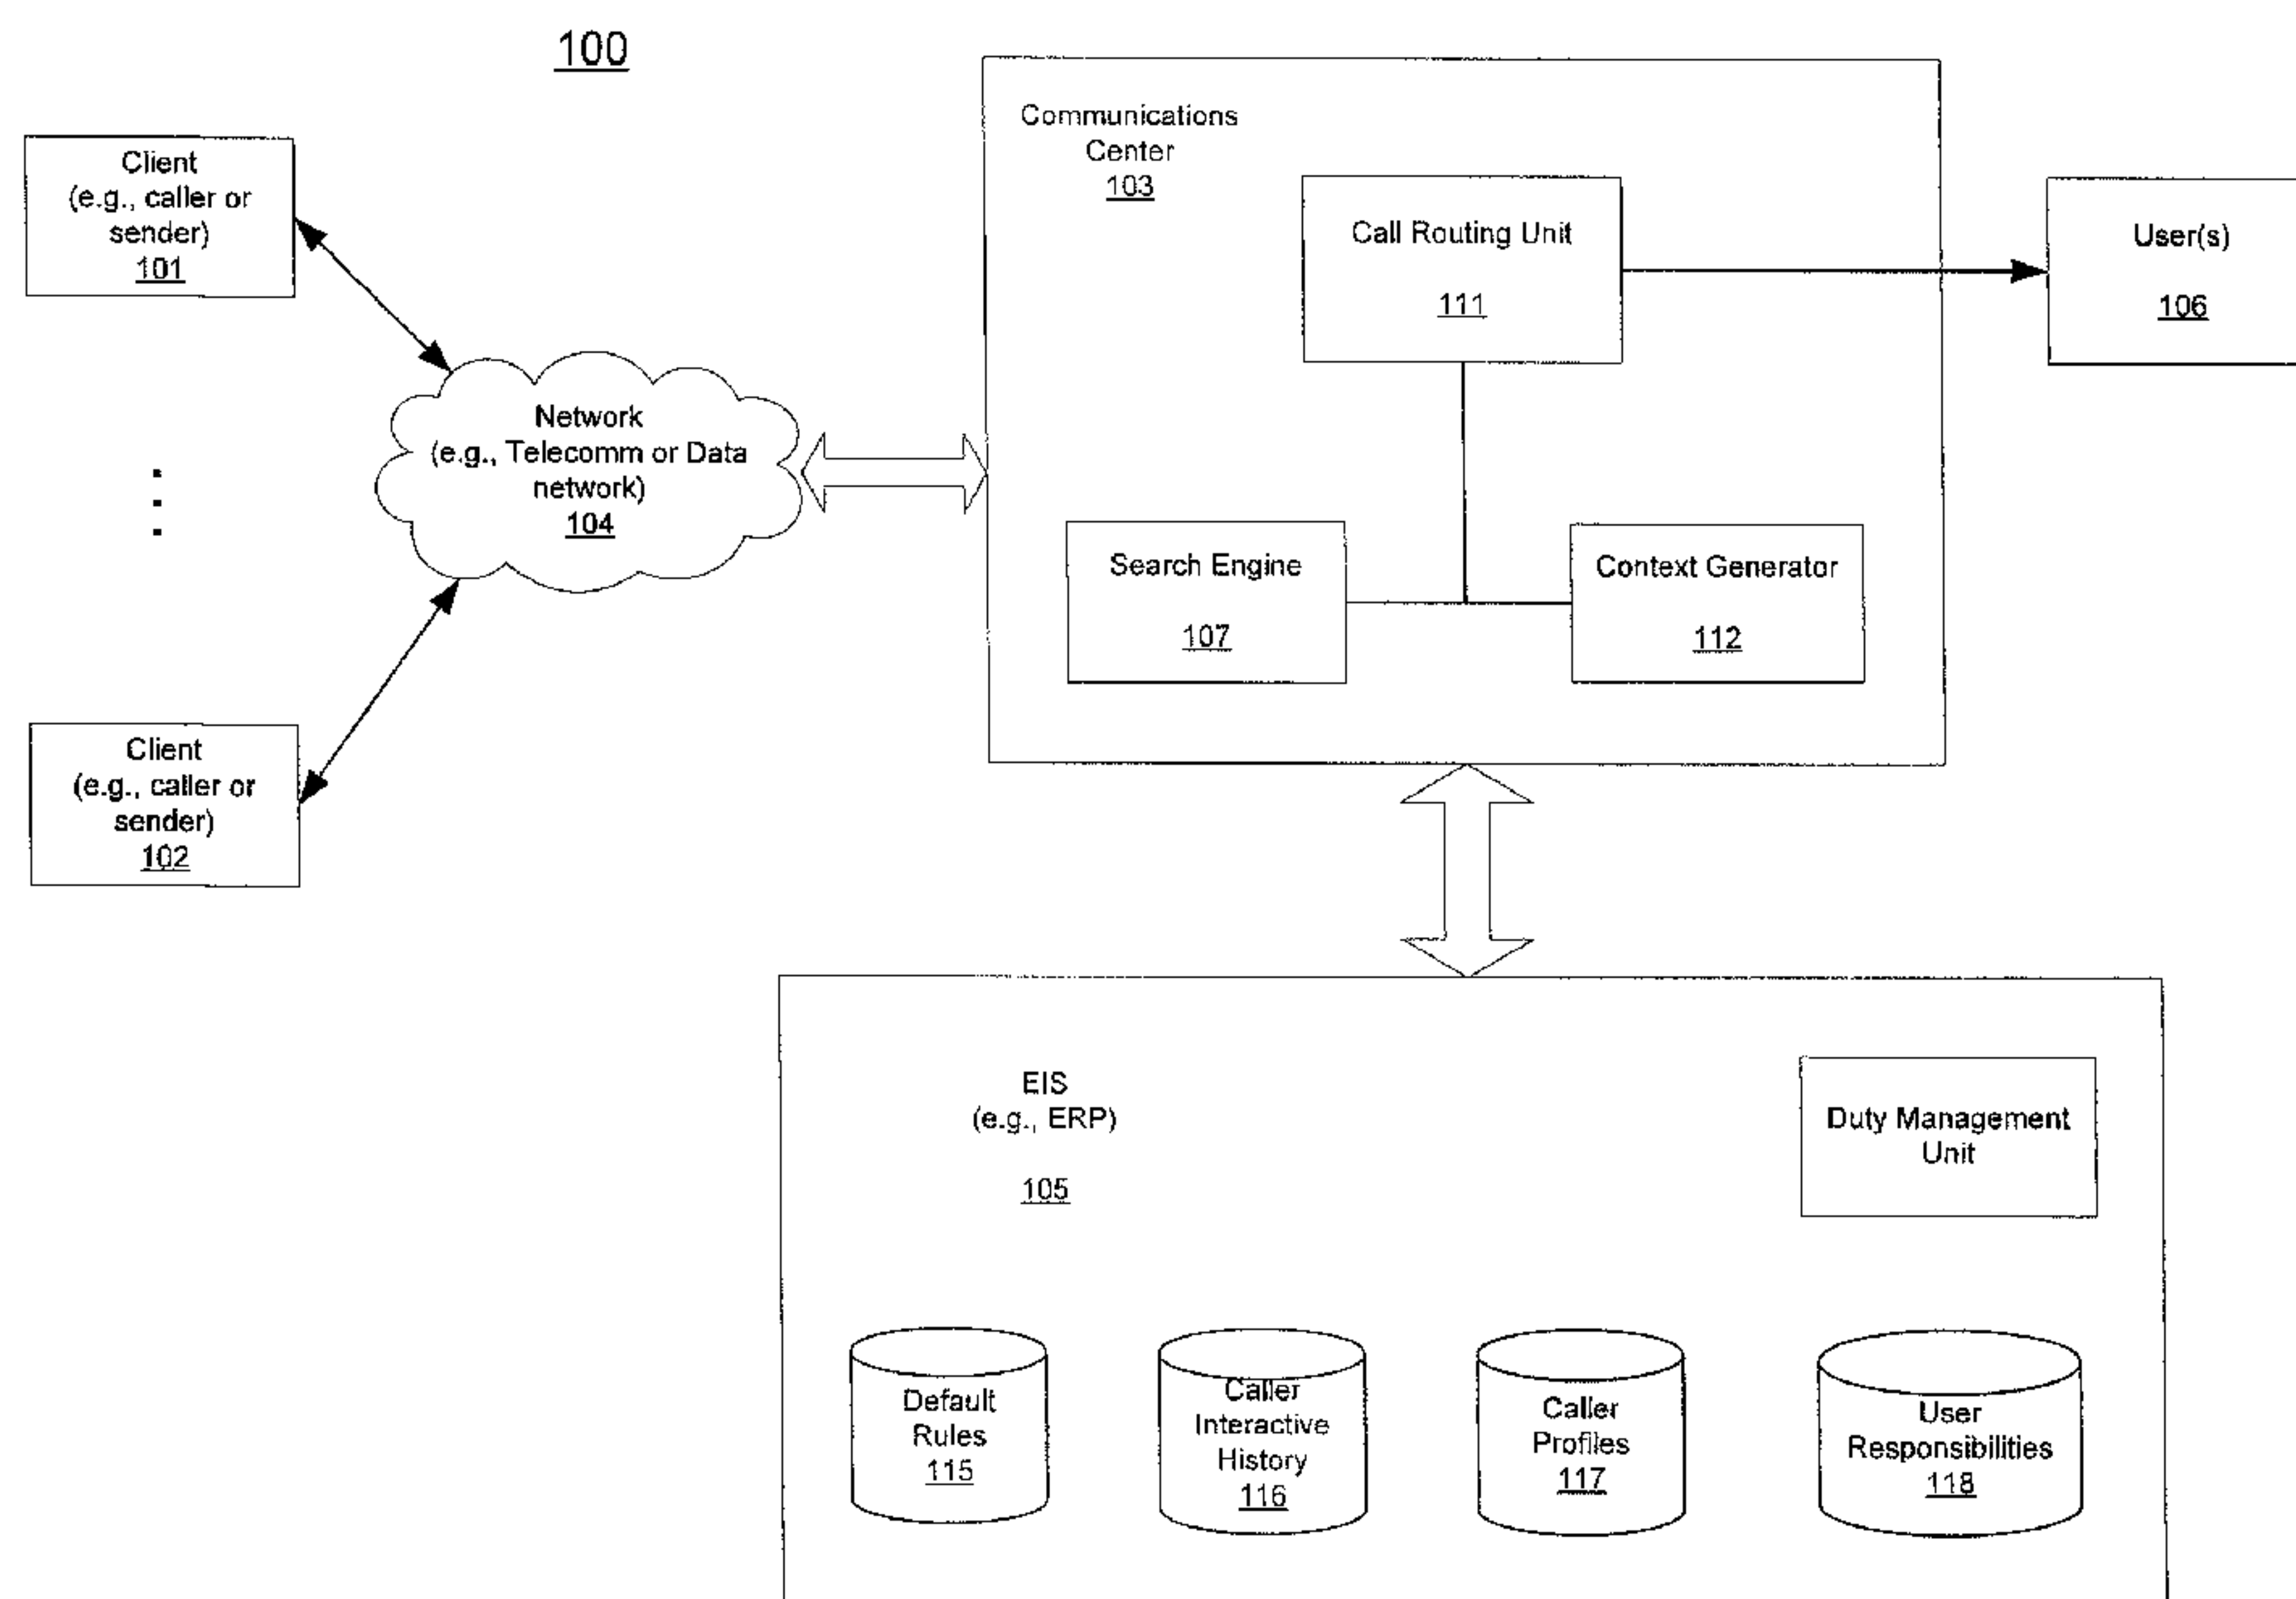 100
Client
(e.g., caller or
sender)
101
Communications
Center
103
Call Routing Unit
111
User(s)
106
Network
(e.g., Telecomm or Data
network)
104
Search Engine
107
Context Generator
112
Client
(e.g., caller or
sender)
102
EIS
(e.g., ERP)
105
Duty Management
Unit
Default
Rules
115
Caller
Interactive
History
116
Caller
Profiles
117
User
Responsibilities
118